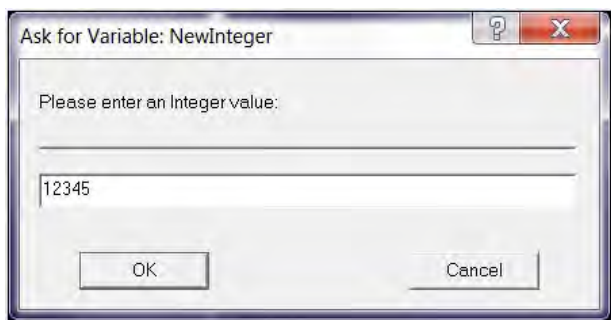 Ask for Variable: NewInteger
Please enter an Integer value:
12345
OK Cancel